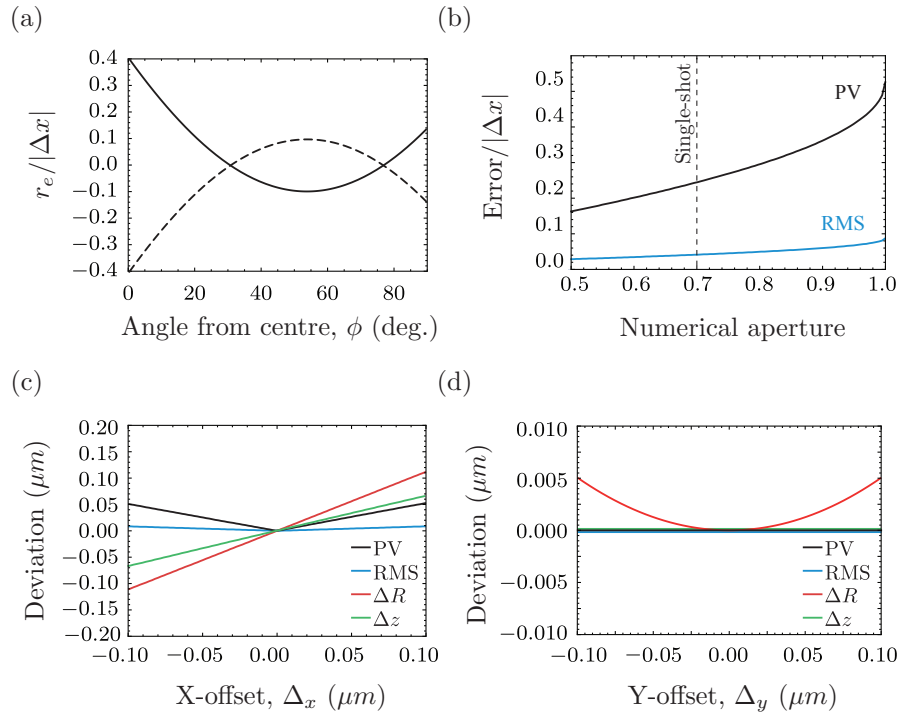 (a)
0.4
0.3
0.2
0.1
0.0
−0.1
−0.2
−0.3
−0.4
r_e/|Δx|
0 20 40 60 80
Angle from centre, ϕ (deg.)
(b)
0.5
0.4
0.3
0.2
0.1
0.0
Error/|Δx|
Single-shot
PV
RMS
0.5 0.6 0.7 0.8 0.9 1.0
Numerical aperture
(c)
0.20
0.15
0.10
0.05
0.00
−0.05
−0.10
−0.15
−0.20
Deviation (μm)
PV
RMS
ΔR
Δz
−0.10 −0.05 0.00 0.05 0.10
X-offset, Δ_x (μm)
(d)
0.010
0.005
0.000
−0.005
−0.010
Deviation (μm)
PV
RMS
ΔR
Δz
−0.10 −0.05 0.00 0.05 0.10
Y-offset, Δ_y (μm)